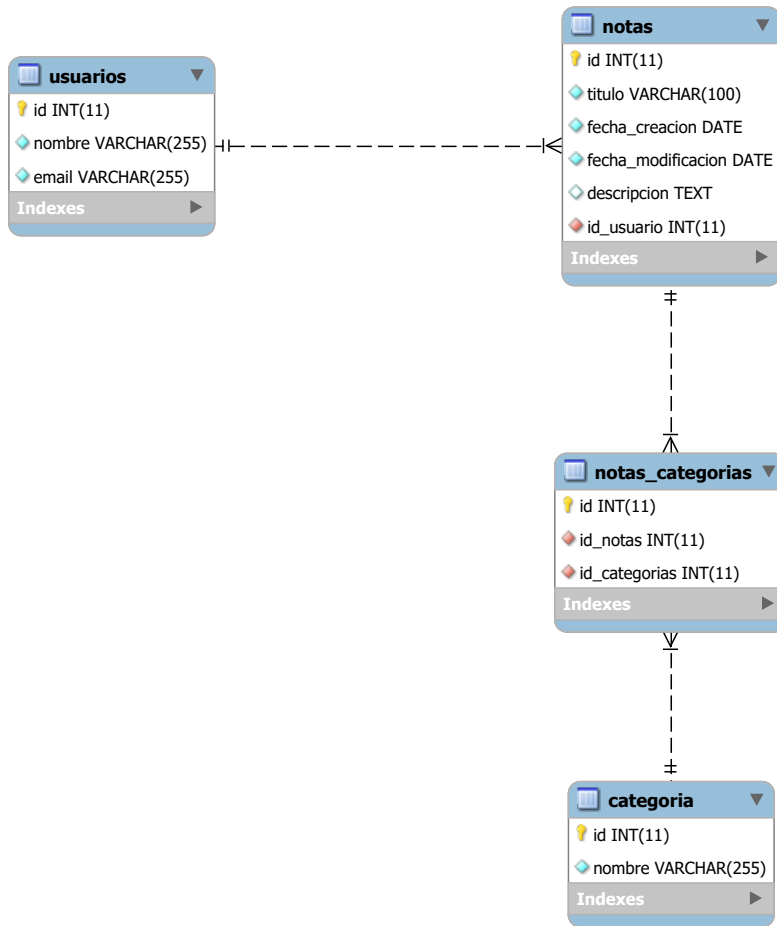 usuarios
id INT(11)
nombre VARCHAR(255)
email VARCHAR(255)
Indexes
notas
id INT(11)
titulo VARCHAR(100)
fecha_creacion DATE
fecha_modificacion DATE
descripcion TEXT
id_usuario INT(11)
Indexes
notas_categorias
id INT(11)
id_notas INT(11)
id_categorias INT(11)
Indexes
categoria
id INT(11)
nombre VARCHAR(255)
Indexes